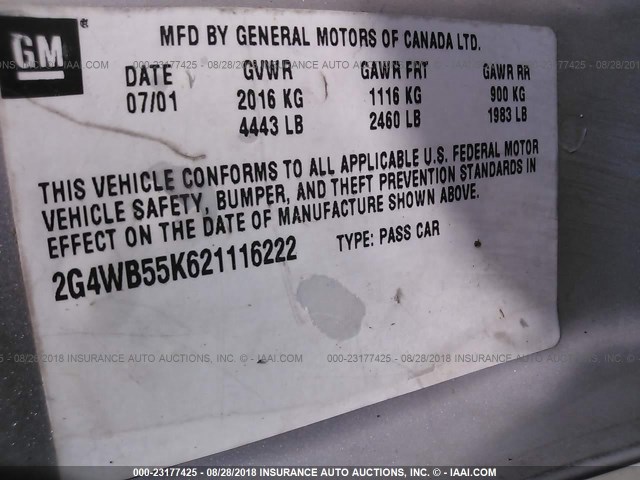 GM
MFD BY GENERAL MOTORS OF CANADA LTD.
DATE GVWR GAWR FRT GAWR RR
07/01 2016 KG 1116 KG 900 KG
4443 LB 2460 LB 1983 LB
THIS VEHICLE CONFORMS TO ALL APPLICABLE U.S. FEDERAL MOTOR
VEHICLE SAFETY, BUMPER, AND THEFT PREVENTION STANDARDS IN
EFFECT ON THE DATE OF MANUFACTURE SHOWN ABOVE.
2G4WB55K621116222 TYPE: PASS CAR
000-23177425 - 08/28/2018 INSURANCE AUTO AUCTIONS, INC. © - IAAI.COM